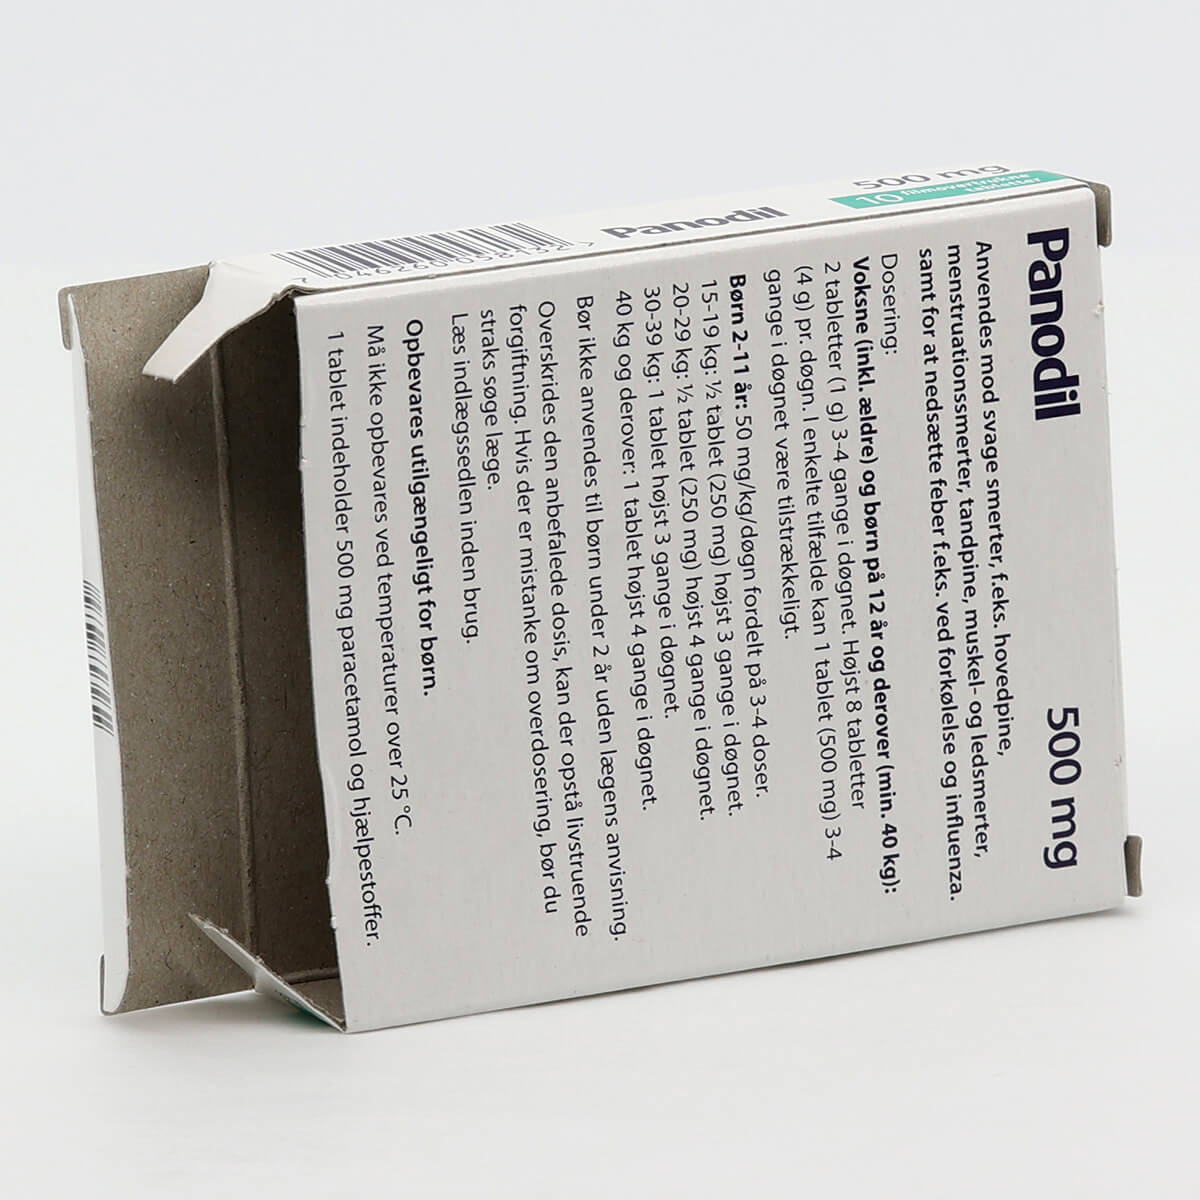 Panodil 500 mg
Anvendes mod svage smerter, f.eks. hovedpine,
menstruationssmerter, tandpine, muskel- og ledsmerter,
samt for at nedsætte feber f.eks. ved forkølelse og influenza.
Dosering:
Voksne (inkl. ældre) og børn på 12 år og derover (min. 40 kg):
2 tabletter (1 g) 3-4 gange i døgnet. Højst 8 tabletter
(4 g) pr. døgn. I enkelte tilfælde kan 1 tablet (500 mg) 3-4
gange i døgnet være tilstrækkeligt.
Børn 2-11 år: 50 mg/kg/døgn fordelt på 3-4 doser.
15-19 kg: ½ tablet (250 mg) højst 3 gange i døgnet.
20-29 kg: ½ tablet (250 mg) højst 4 gange i døgnet.
30-39 kg: 1 tablet højst 3 gange i døgnet.
40 kg og derover: 1 tablet højst 4 gange i døgnet.
Bør ikke anvendes til børn under 2 år uden lægens anvisning.
Overskrides den anbefalede dosis, kan der opstå livstruende
forgiftning. Hvis der er mistanke om overdosering, bør du
straks søge læge.
Læs indlægssedlen inden brug.
Opbevares utilgængeligt for børn.
Må ikke opbevares ved temperaturer over 25 °C.
1 tablet indeholder 500 mg paracetamol og hjælpestoffer.
Panodil 500 mg
10 filmovertrukne
tabletter
7 046260 058132 >